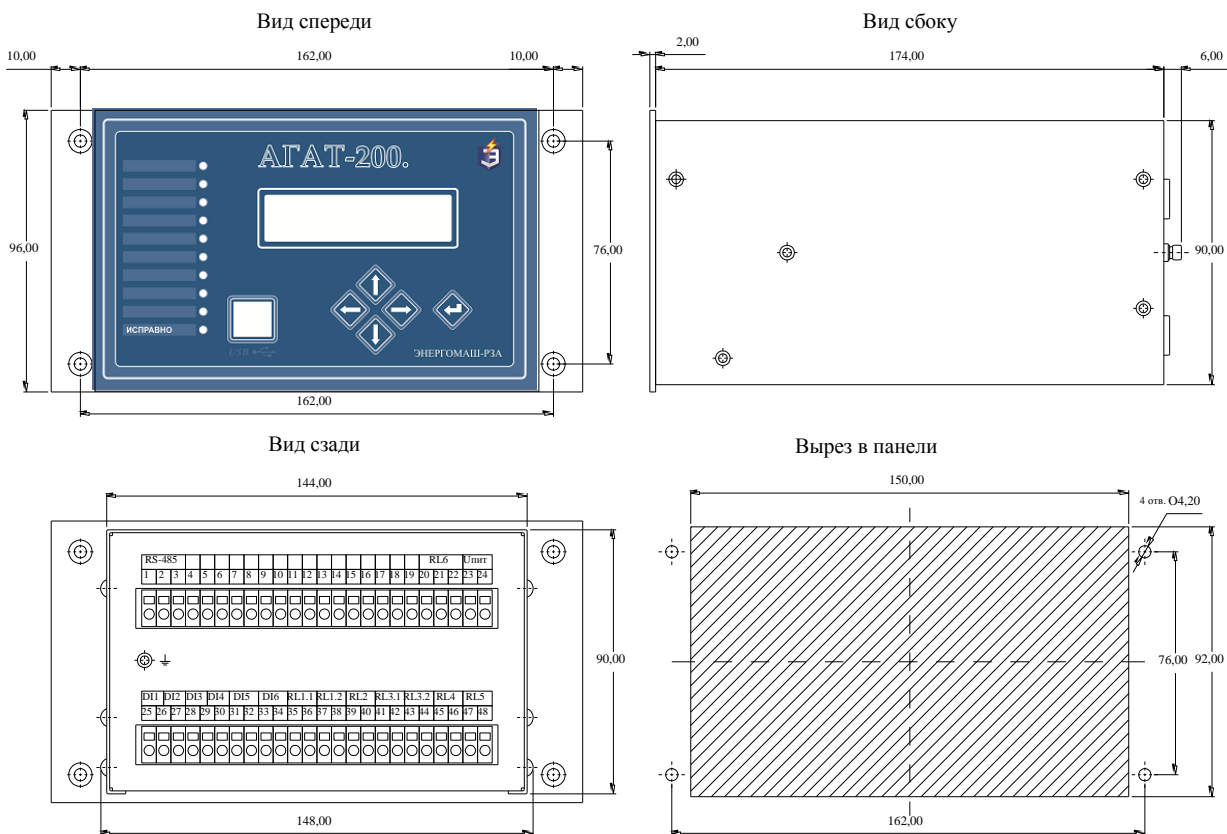 Вид спереди
10,00 162,00 10,00
96,00
АГАТ-200.
ИСПРАВНО
USB
ЭНЕРГОМАШ-РЗА
76,00
162,00
Вид сбоку
2,00
174,00
6,00
90,00
Вид сзади
144,00
RS-485 RL6 Uпит
1 2 3 4 5 6 7 8 9 10 11 12 13 14 15 16 17 18 19 20 21 22 23 24
DI1 DI2 DI3 DI4 DI5 DI6 RL1.1 RL1.2 RL2 RL3.1 RL3.2 RL4 RL5
25 26 27 28 29 30 31 32 33 34 35 36 37 38 39 40 41 42 43 44 45 46 47 48
90,00
148,00
Вырез в панели
150,00
4 отв. O4,20
76,00
92,00
162,00